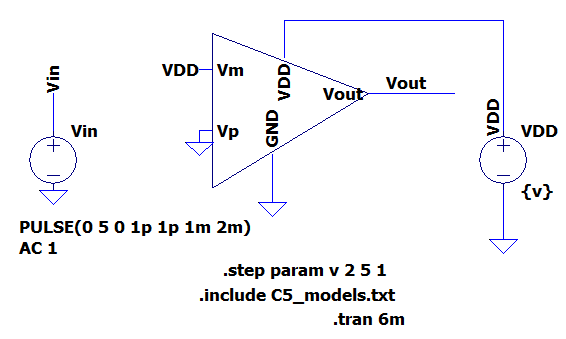 Vin
Vin
PULSE(0 5 0 1p 1p 1m 2m)
AC 1
VDD
Vm
Vp
VDD
GND
Vout
Vout
VDD
VDD
{v}
.step param v 2 5 1
.include C5_models.txt
.tran 6m